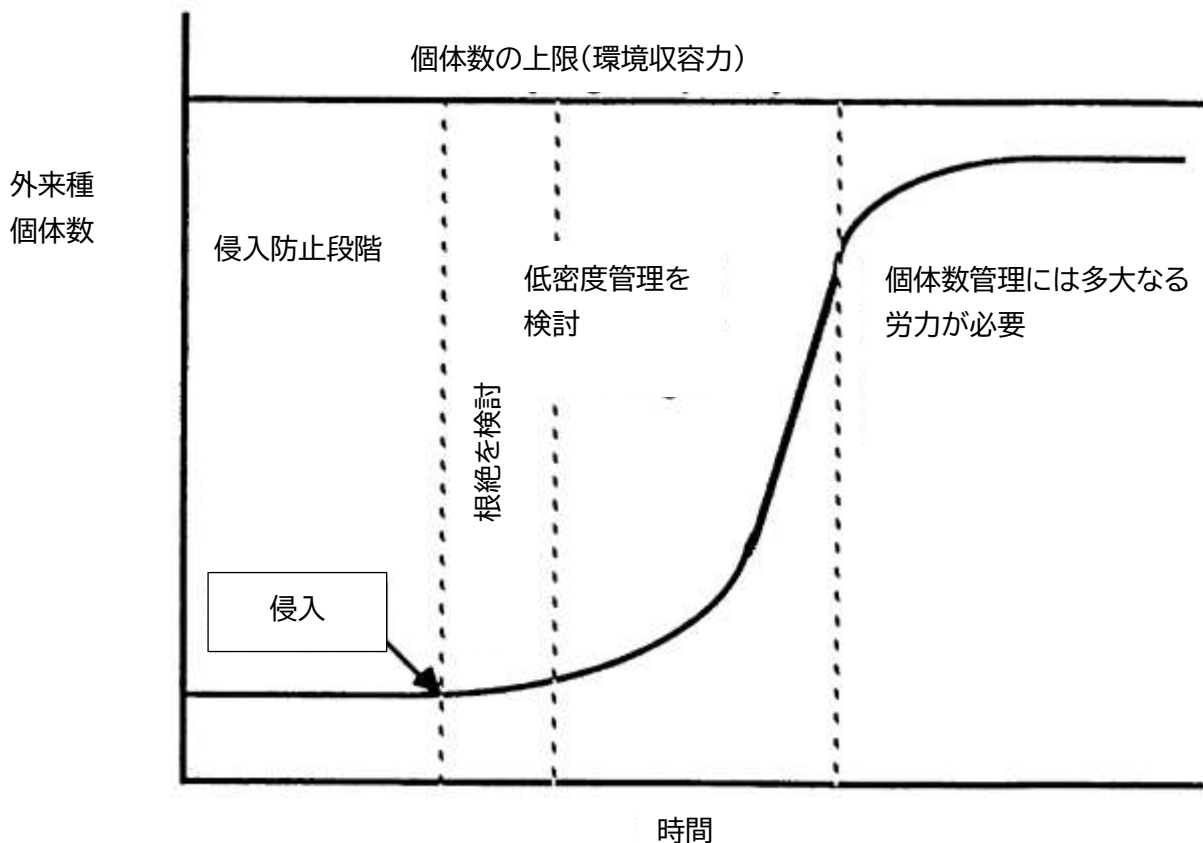 個体数の上限(環境収容力)
外来種
個体数
侵入防止段階
低密度管理を
検討
個体数管理には多大なる
労力が必要
根絶を検討
侵入
時間